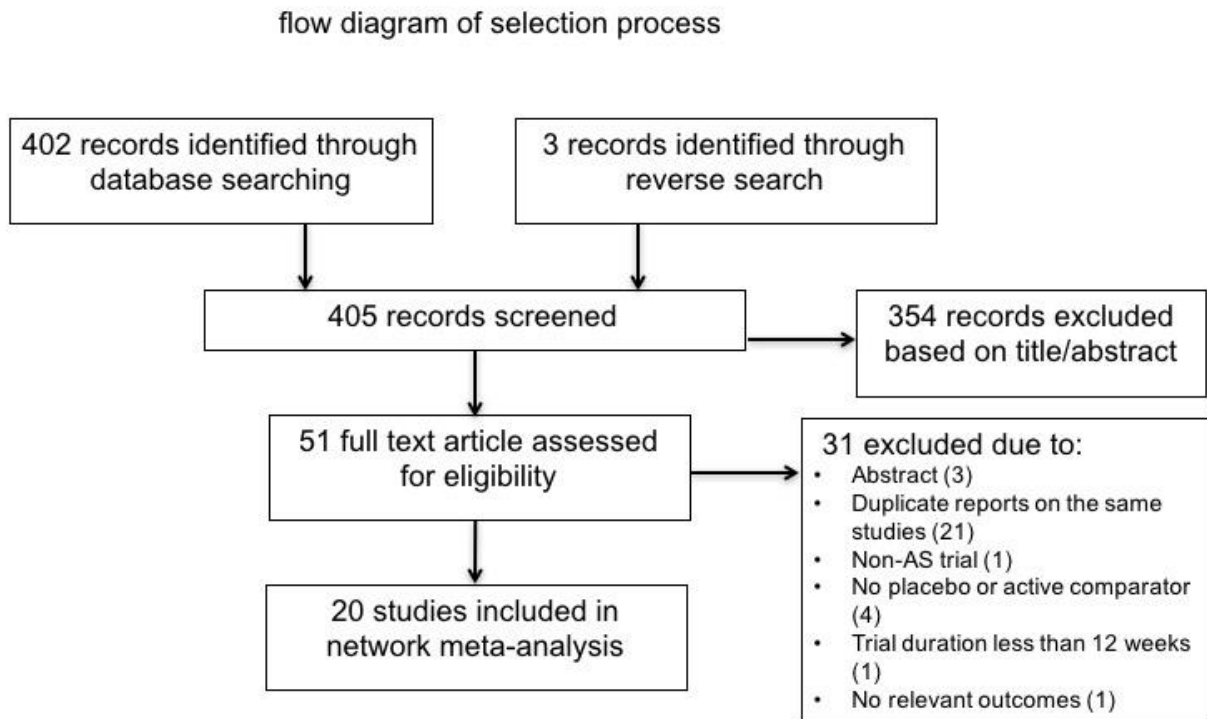 flow diagram of selection process
402 records identified through
database searching
3 records identified through
reverse search
405 records screened
354 records excluded
based on title/abstract
51 full text article assessed
for eligibility
31 excluded due to:
• Abstract (3)
• Duplicate reports on the same
studies (21)
• Non-AS trial (1)
• No placebo or active comparator
(4)
• Trial duration less than 12 weeks
(1)
• No relevant outcomes (1)
20 studies included in
network meta-analysis